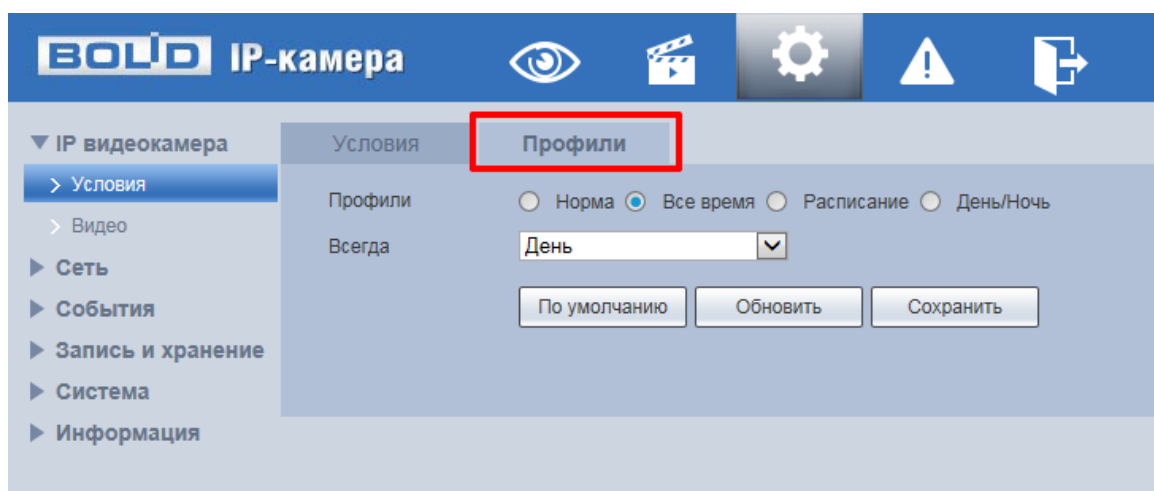 BOLID IP-камера
IP видеокамера
Условия
Видео
Сеть
События
Запись и хранение
Система
Информация
Условия Профили
Профили Норма Все время Расписание День/Ночь
Всегда День
По умолчанию Обновить Сохранить